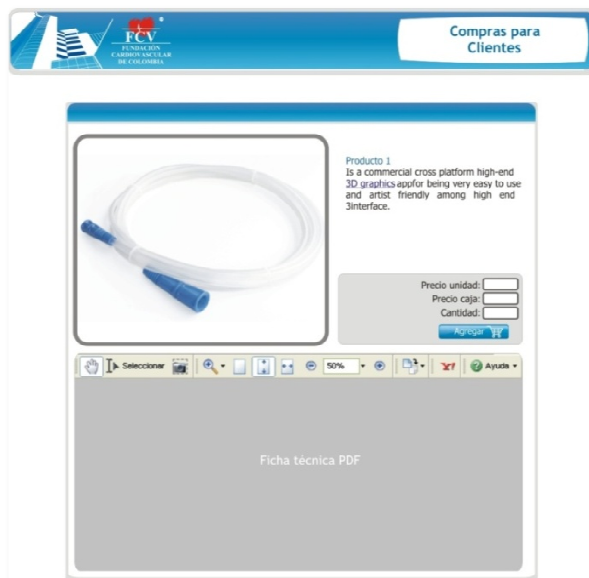 FCV
FUNDACIÓN
CARDIOVASCULAR
DE COLOMBIA
Compras para
Clientes
Producto 1
Is a commercial cross platform high-end
3D graphics appfor being very easy to use
and artist friendly among high end
3interface.
Precio unidad:
Precio caja:
Cantidad:
Agregar
Seleccionar
50%
Ayuda
Ficha técnica PDF